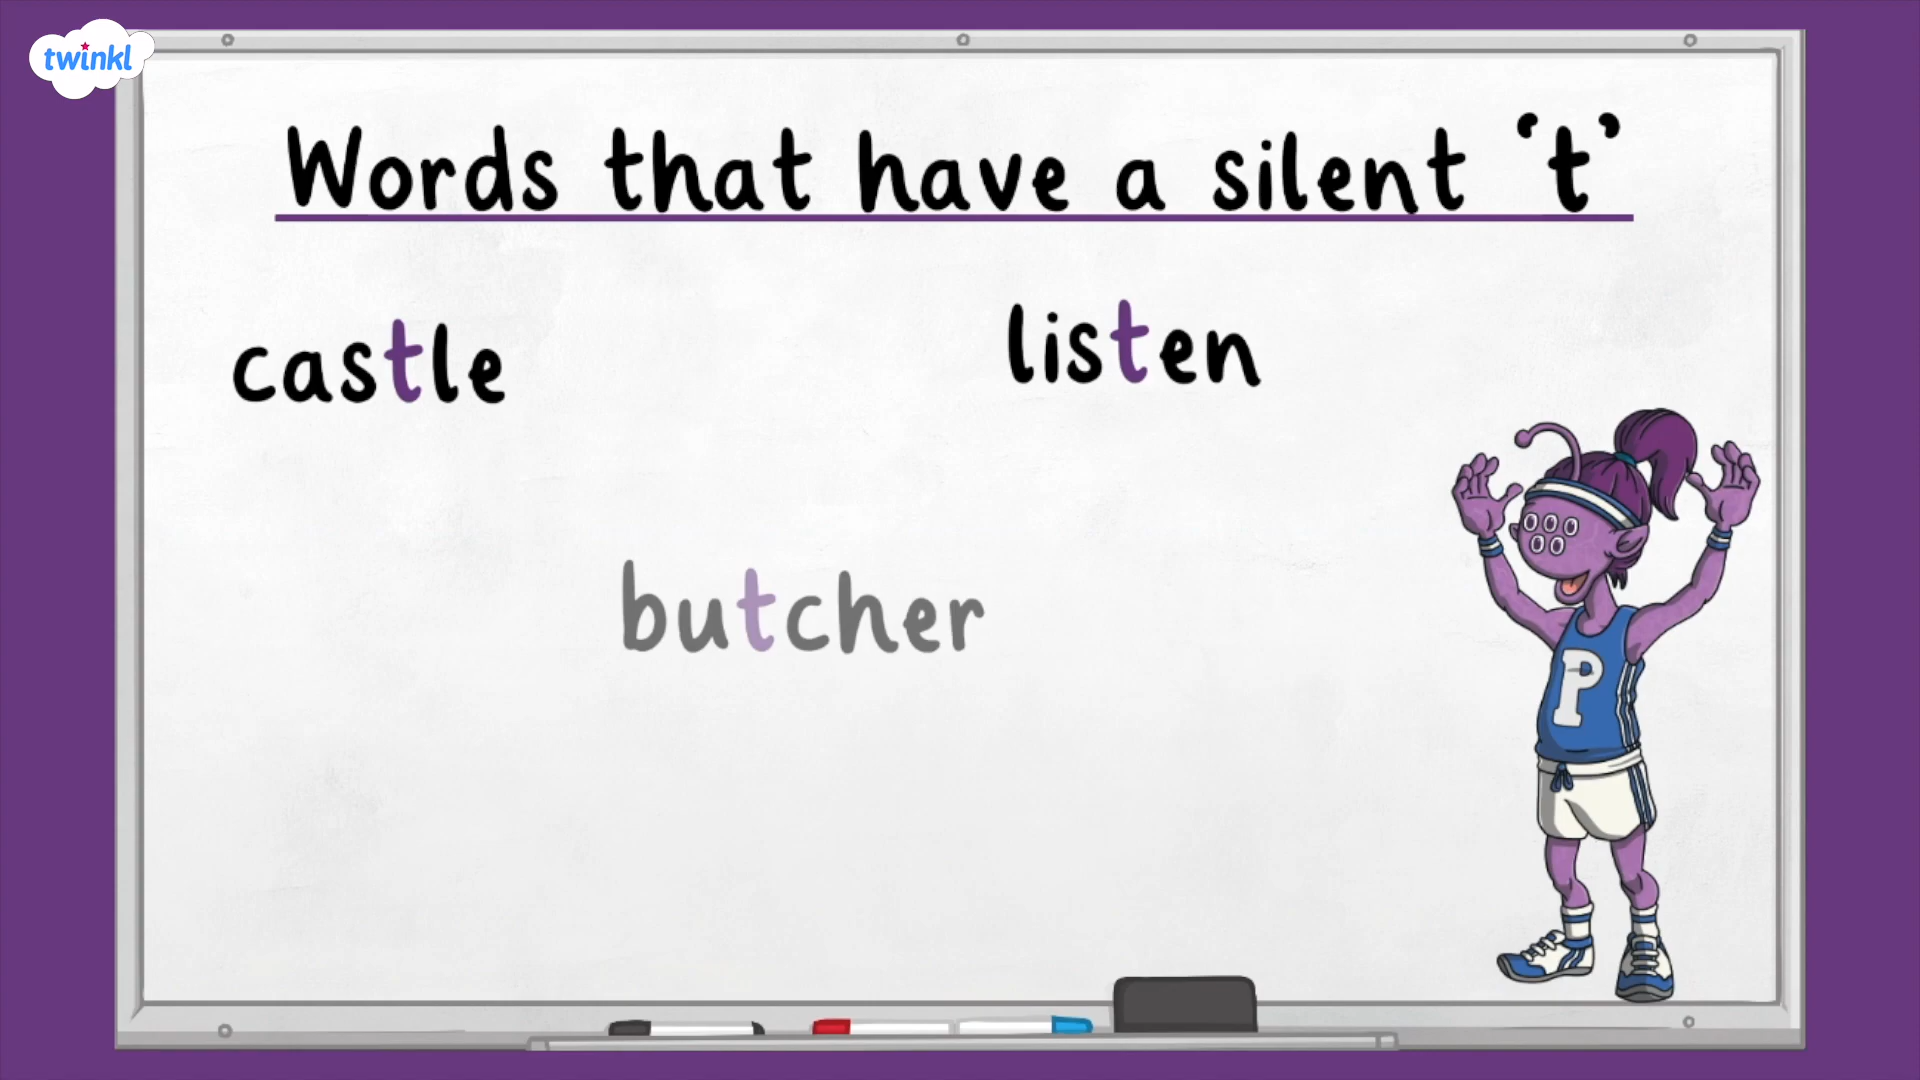 twinkl
Words that have a silent ‘t’
castle
listen
butcher
P